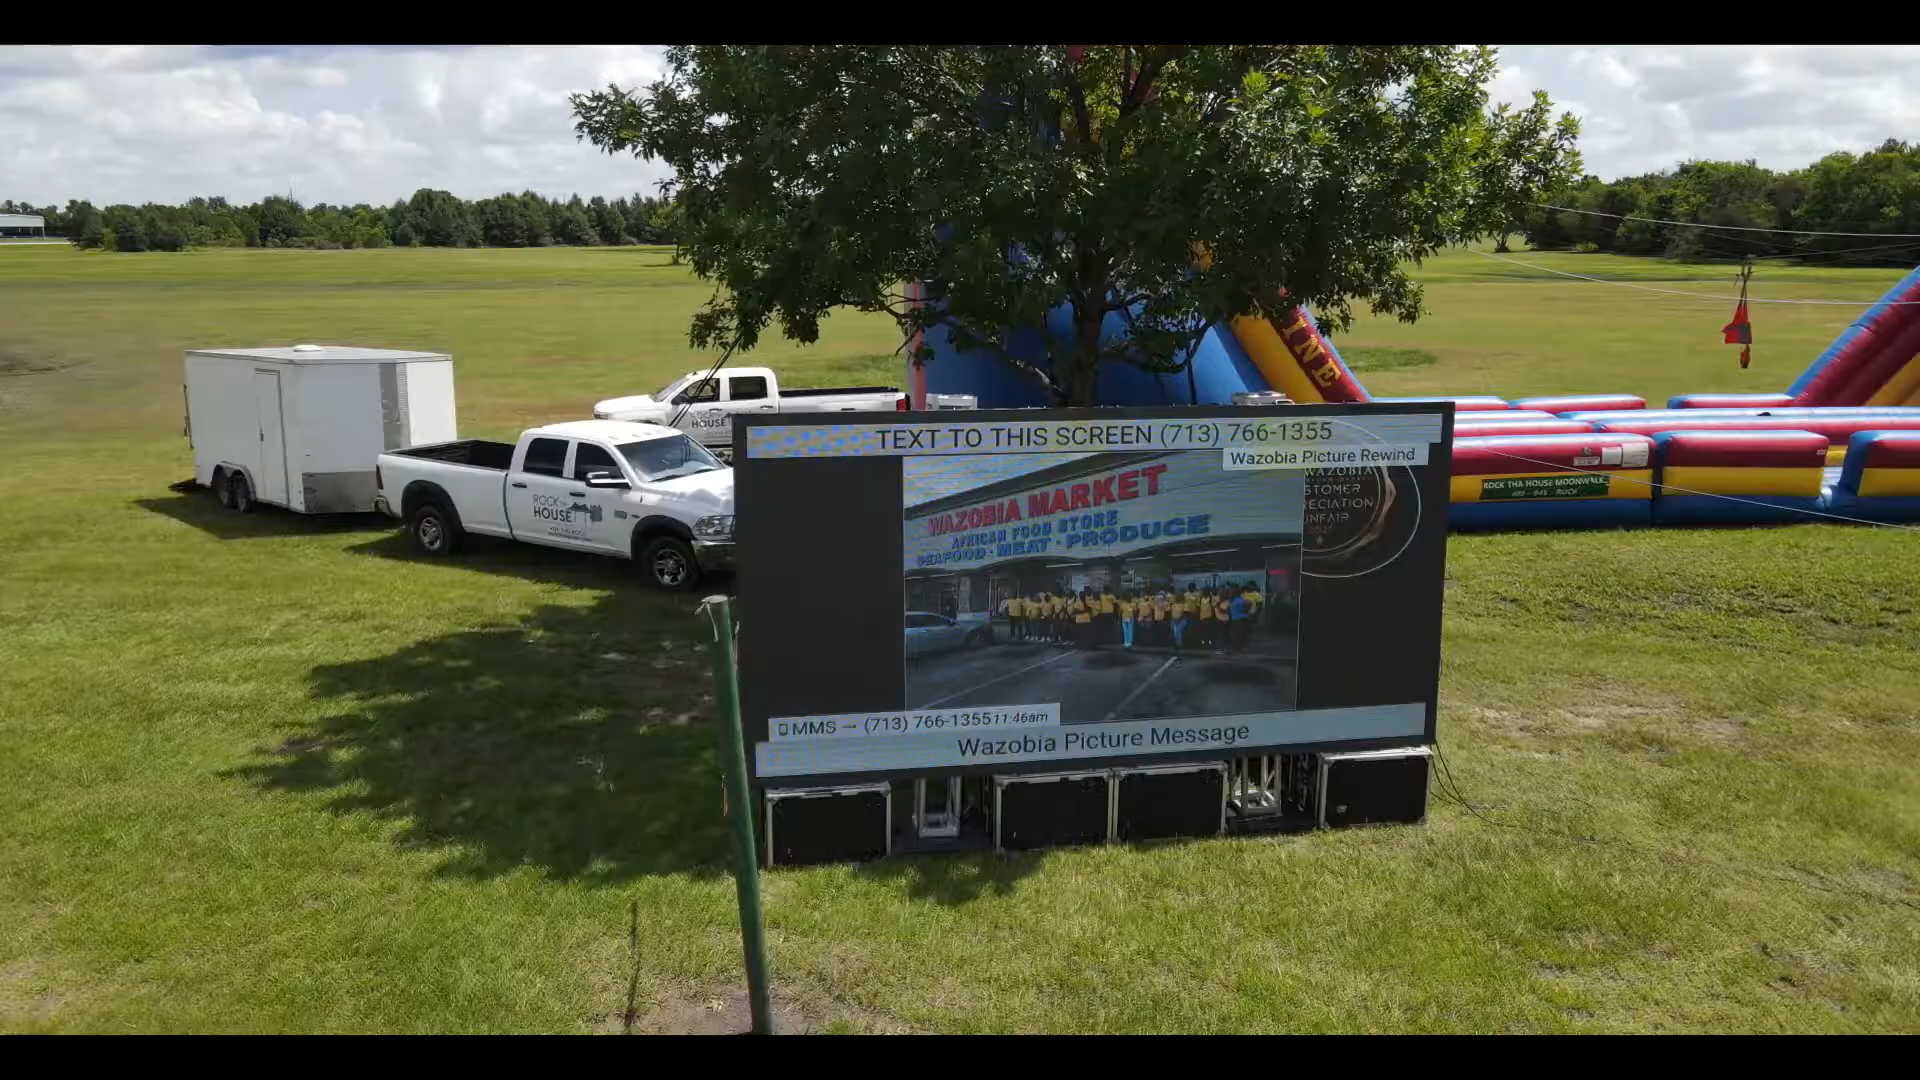 TEXT TO THIS SCREEN (713) 766-1355
Wazobia Picture Rewind
WAZOBIA MARKET
AFRICAN FOOD STORE
SEAFOOD · MEAT · PRODUCE
WAZOBIA
STOMER
RECIATION
UNFAIR
MMS → (713) 766-1355 11:46am
Wazobia Picture Message
ROCK THA
HOUSE
HOUSE
INE
ROCK THA HOUSE MOONWALK